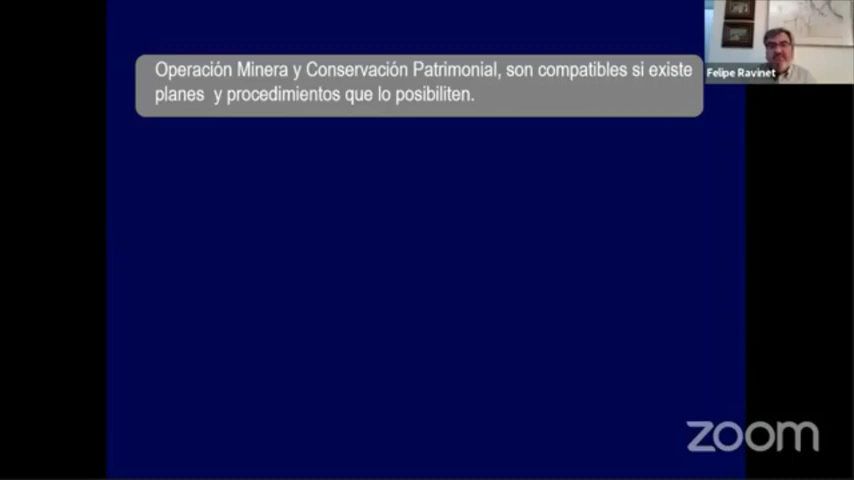 Operación Minera y Conservación Patrimonial, son compatibles si existe
planes y procedimientos que lo posibiliten.
Felipe Ravinet
zoom